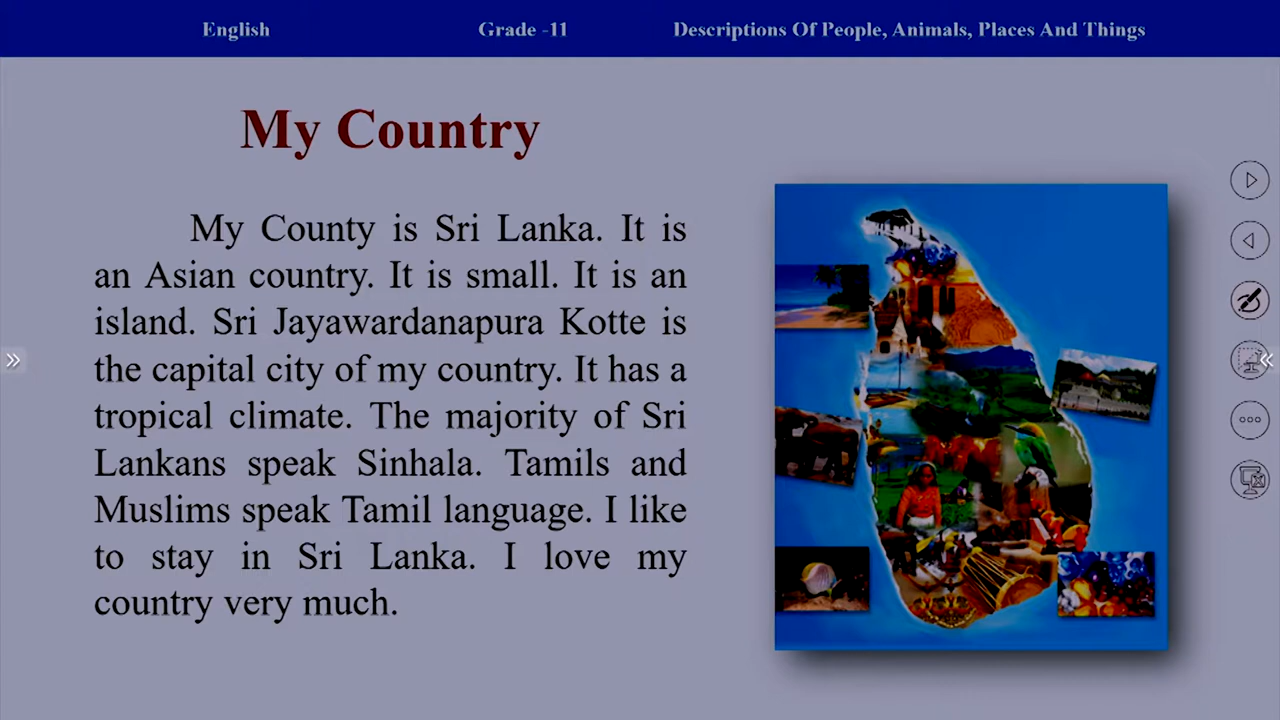 English Grade -11 Descriptions Of People, Animals, Places And Things
My Country
My County is Sri Lanka. It is
an Asian country. It is small. It is an
island. Sri Jayawardanapura Kotte is
the capital city of my country. It has a
tropical climate. The majority of Sri
Lankans speak Sinhala. Tamils and
Muslims speak Tamil language. I like
to stay in Sri Lanka. I love my
country very much.